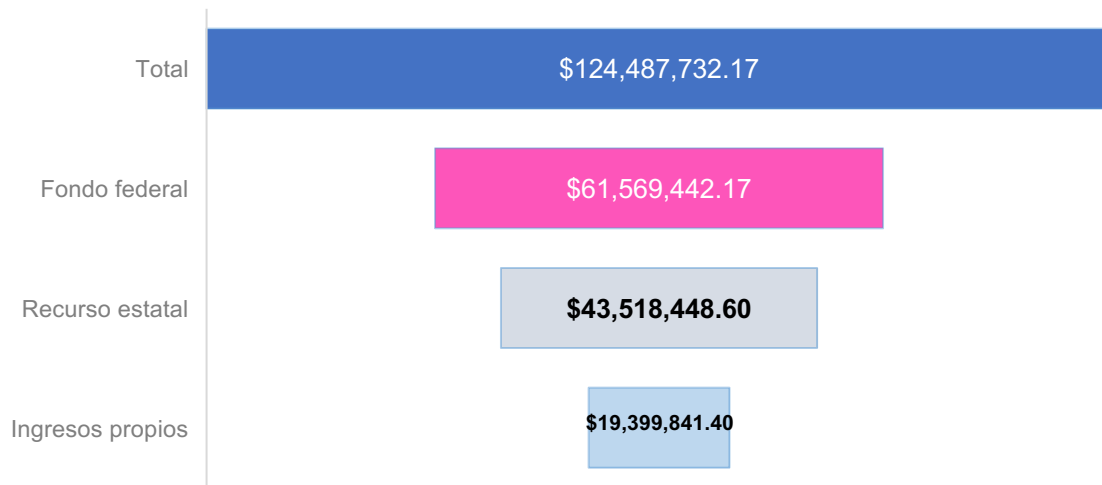 Total $124,487,732.17
Fondo federal $61,569,442.17
Recurso estatal $43,518,448.60
Ingresos propios $19,399,841.40